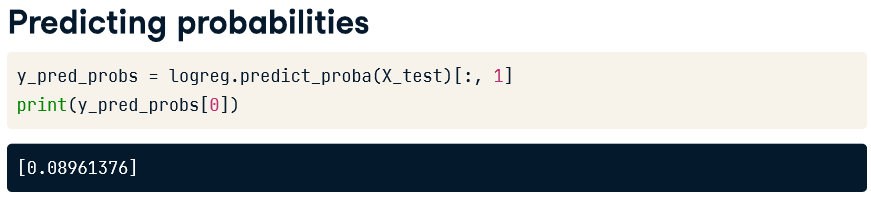 Predicting probabilities
y_pred_probs = logreg.predict_proba(X_test)[:, 1]
print(y_pred_probs[0])
[0.08961376]